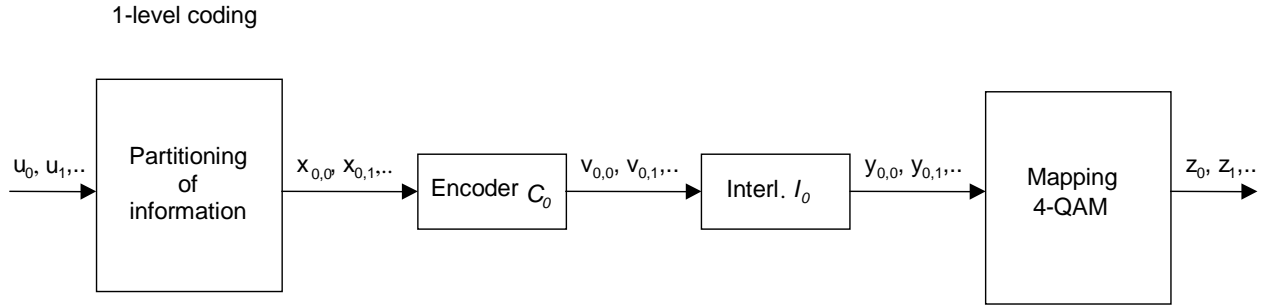 1-level coding
u0, u1,..
Partitioning
of
information
x0,0, x0,1,..
Encoder C0
v0,0, v0,1,..
Interl. I0
y0,0, y0,1,..
Mapping
4-QAM
z0, z1,..